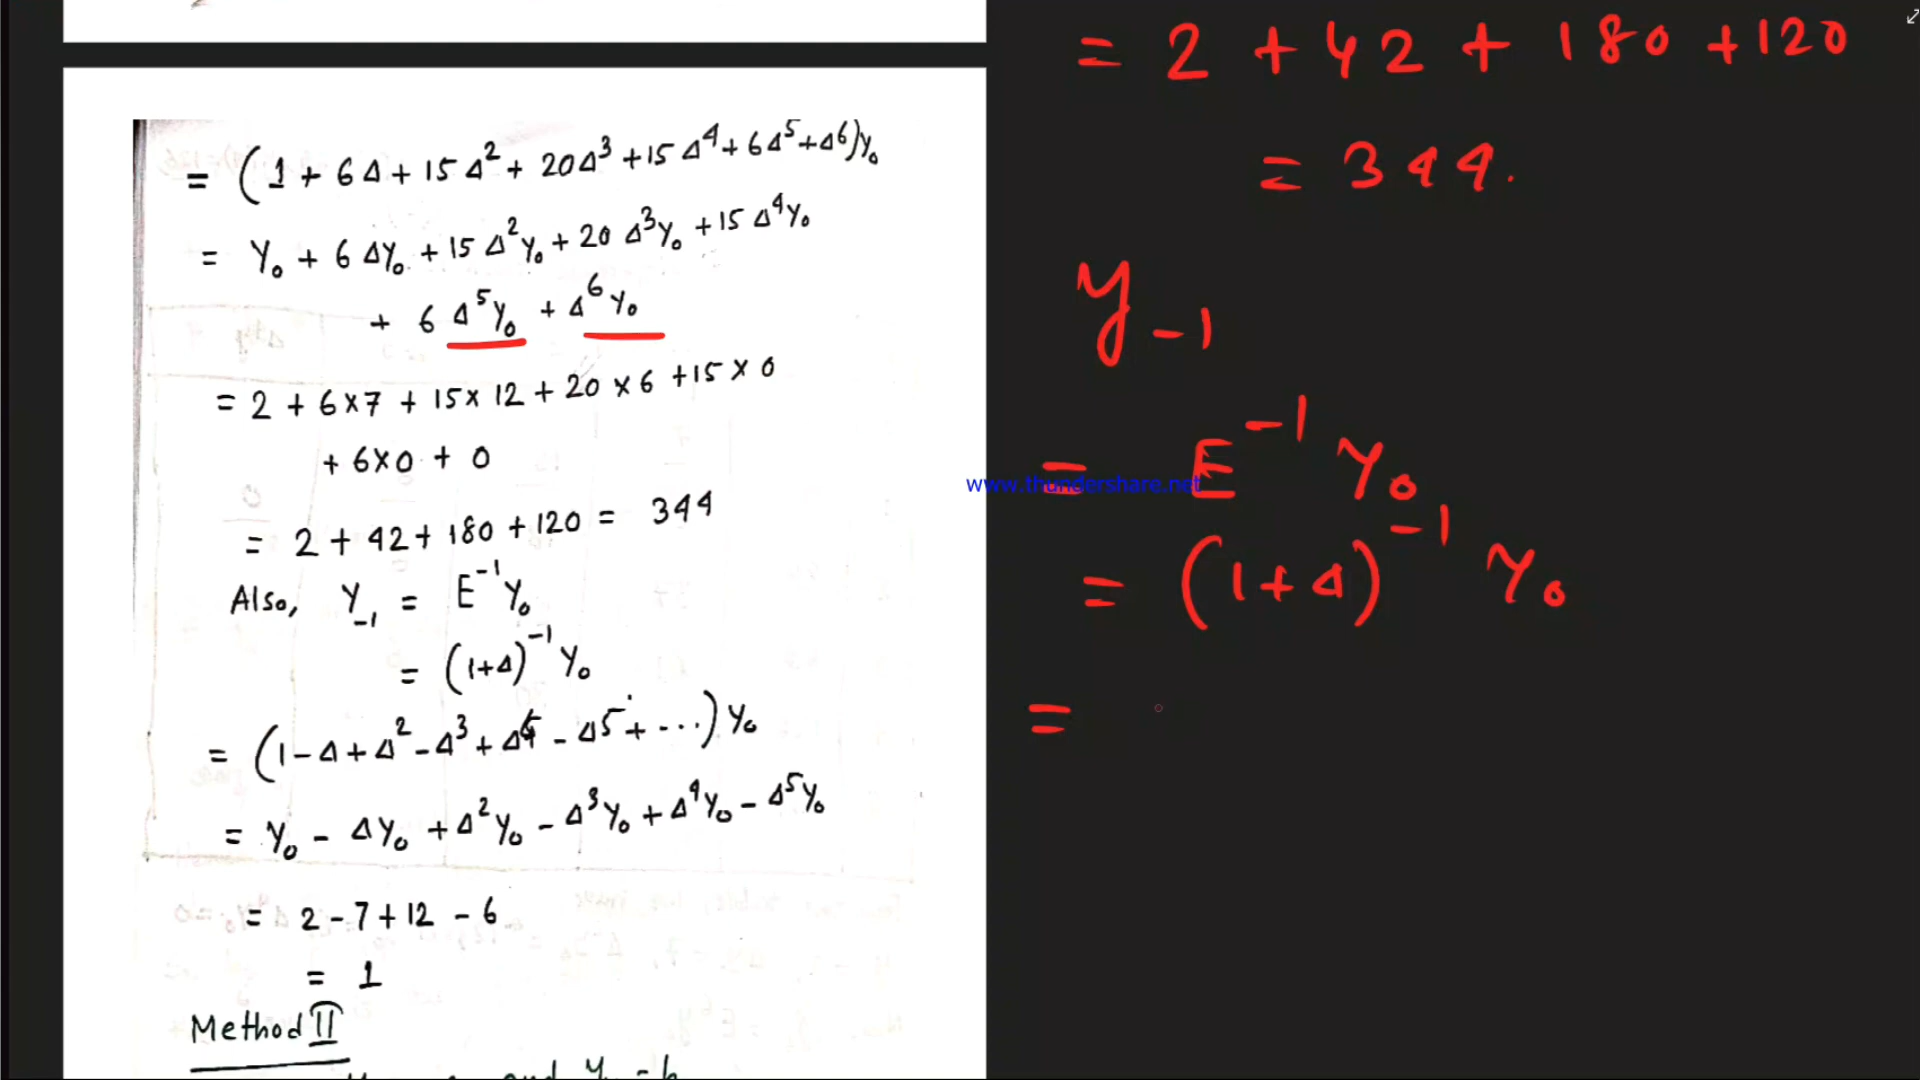 = (1 + 6Δ + 15Δ² + 20Δ³ + 15Δ⁴ + 6Δ⁵ + Δ⁶)y₀
= Y₀ + 6ΔY₀ + 15Δ²Y₀ + 20Δ³Y₀ + 15Δ⁴Y₀
+ 6Δ⁵Y₀ + Δ⁶Y₀
= 2 + 6×7 + 15×12 + 20×6 + 15×0
+ 6×0 + 0
= 2 + 42 + 180 + 120 = 344
Also, Y₋₁ = E⁻¹Y₀
= (1+Δ)⁻¹Y₀
= (1 - Δ + Δ² - Δ³ + Δ⁴ - Δ⁵ + ...)Y₀
= Y₀ - ΔY₀ + Δ²Y₀ - Δ³Y₀ + Δ⁴Y₀ - Δ⁵Y₀
= 2 - 7 + 12 - 6
= 1
Method II
= 2 + 42 + 180 + 120
= 344.
y₋₁
= E⁻¹ Y₀
= (1+Δ)⁻¹ Y₀
=
www.thundershare.net